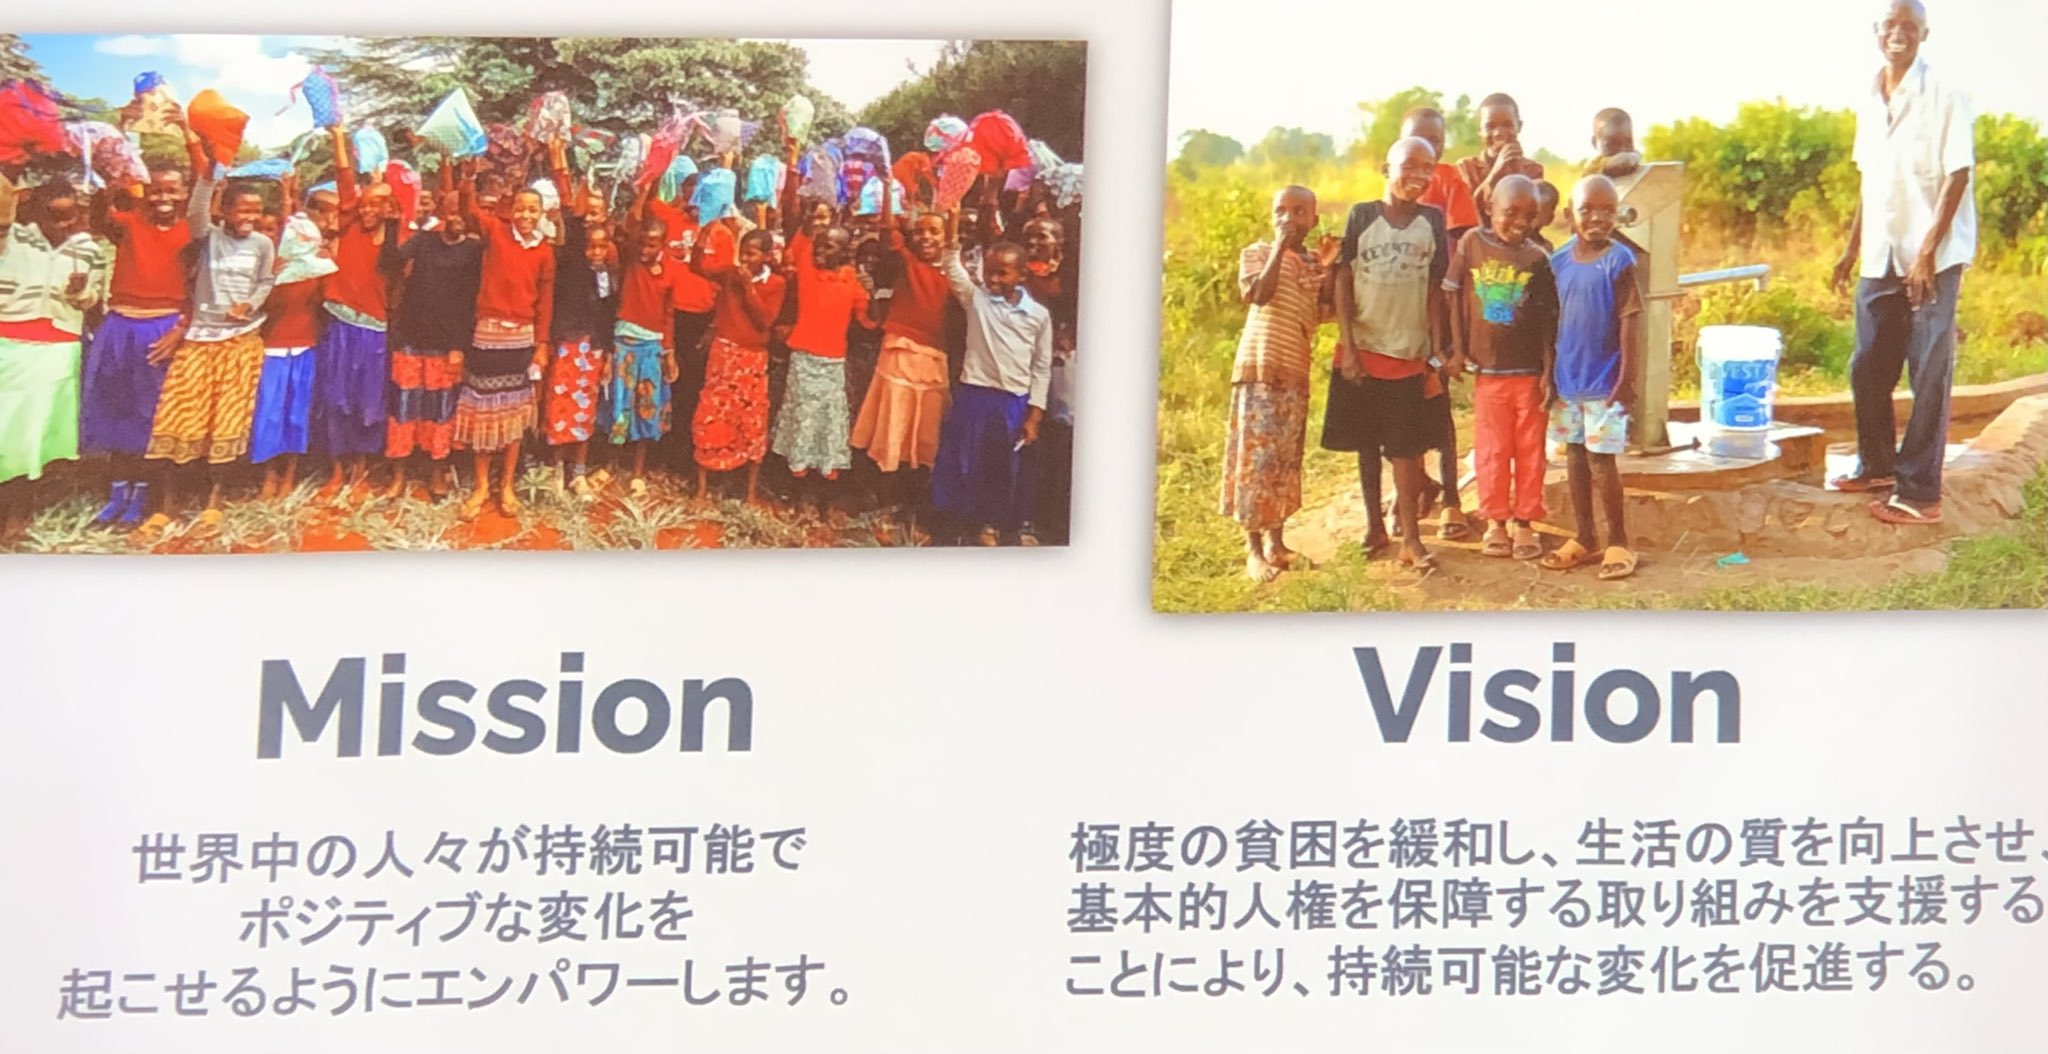 Mission
世界中の人々が持続可能で
ポジティブな変化を
起こせるようにエンパワーします。
Vision
極度の貧困を緩和し、生活の質を向上させ、
基本的人権を保障する取り組みを支援する
ことにより、持続可能な変化を促進する。